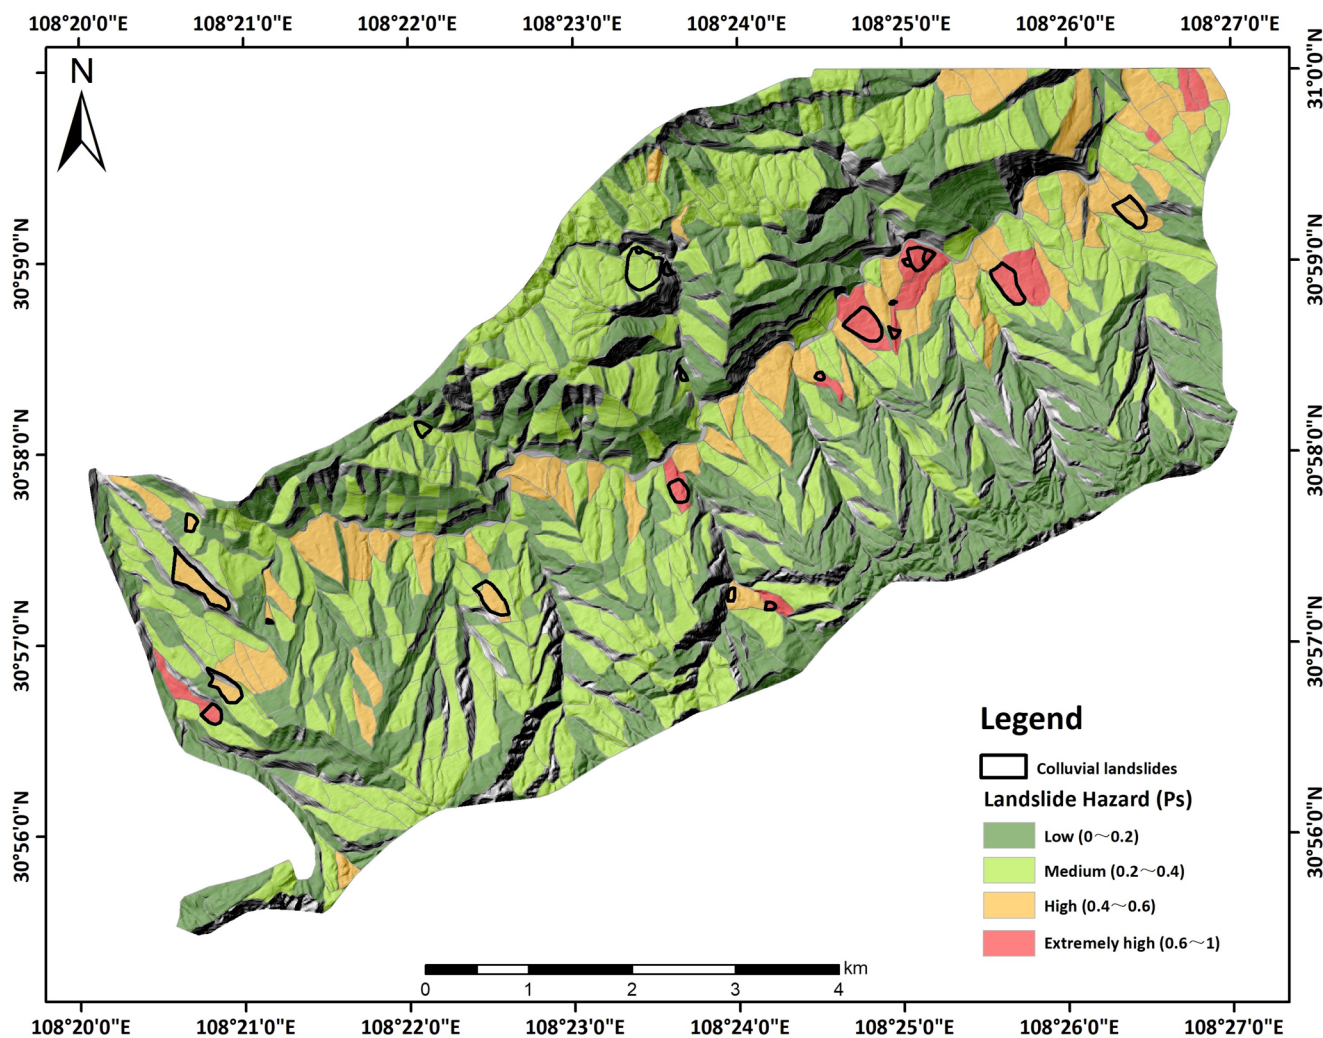 108°20'0"E 108°21'0"E 108°22'0"E 108°23'0"E 108°24'0"E 108°25'0"E 108°26'0"E 108°27'0"E
N
31°0'0"N
30°59'0"N
30°59'0"N
30°58'0"N
30°58'0"N
30°57'0"N
30°57'0"N
30°56'0"N
30°56'0"N
Legend
Colluvial landslides
Landslide Hazard (Ps)
Low (0～0.2)
Medium (0.2～0.4)
High (0.4～0.6)
Extremely high (0.6～1)
km
0 1 2 3 4
108°20'0"E 108°21'0"E 108°22'0"E 108°23'0"E 108°24'0"E 108°25'0"E 108°26'0"E 108°27'0"E